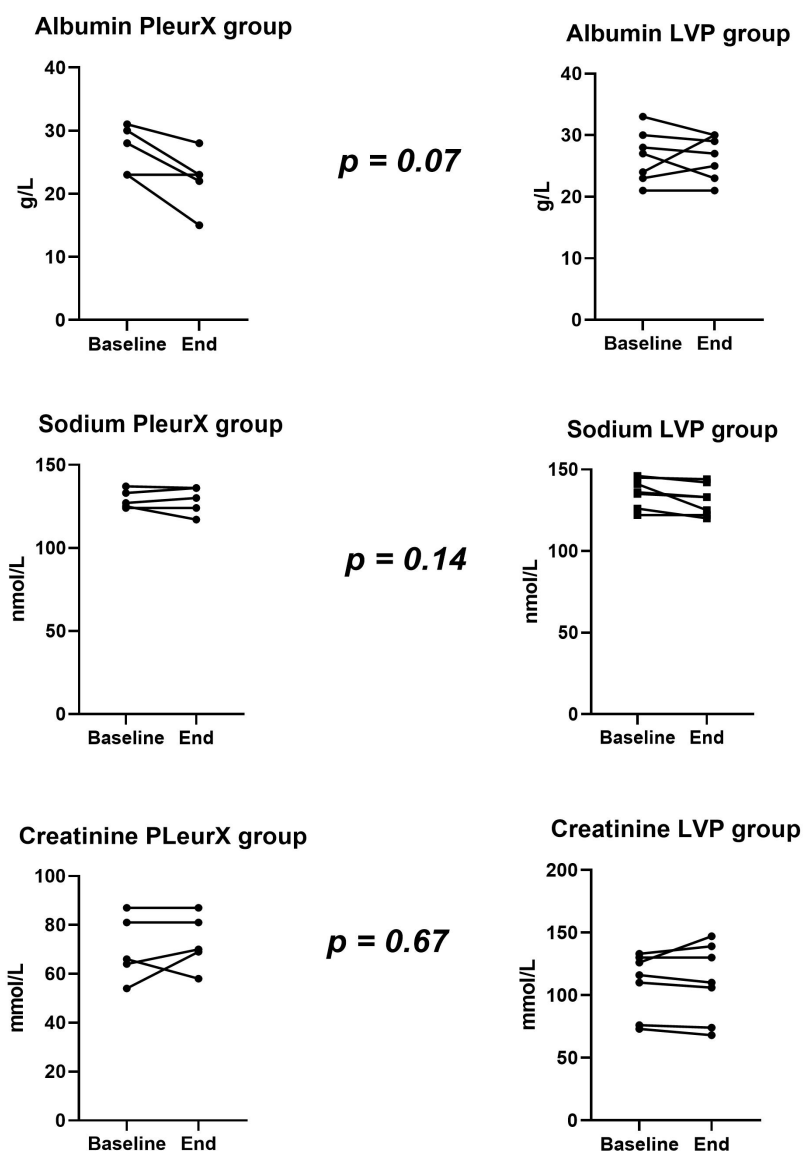 Albumin PleurX group
40
30
20
10
0
g/L
Baseline End
p = 0.07
Albumin LVP group
40
30
20
10
0
g/L
Baseline End
Sodium PleurX group
150
100
50
0
nmol/L
Baseline End
p = 0.14
Sodium LVP group
150
100
50
0
nmol/L
Baseline End
Creatinine PLeurX group
100
80
60
40
20
0
mmol/L
Baseline End
p = 0.67
Creatinine LVP group
200
150
100
50
0
mmol/L
Baseline End